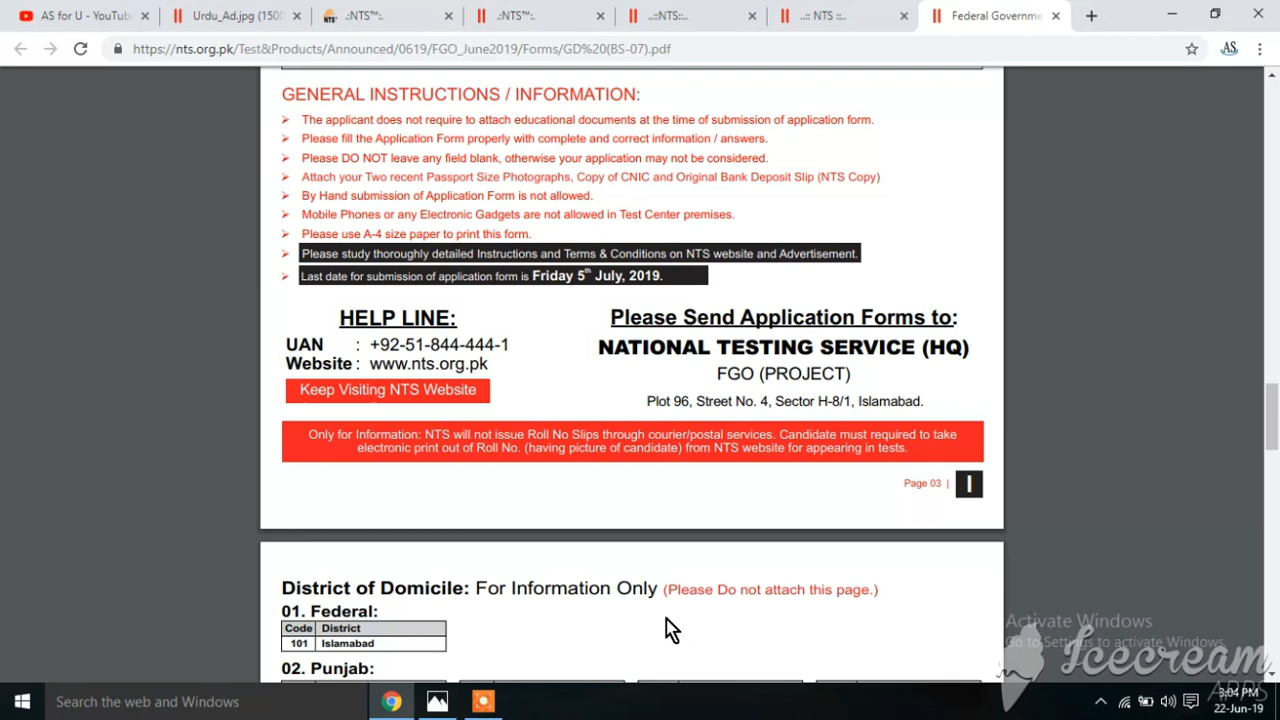 AS for U - YouTub
Urdu_Ad.jpg (150(
.:NTS™:.
.:NTS™:.
..::NTS::.
..:: NTS ::..
Federal Governme
https://nts.org.pk/Test&Products/Announced/0619/FGO_June2019/Forms/GD%20(BS-07).pdf
AS
GENERAL INSTRUCTIONS / INFORMATION:
The applicant does not require to attach educational documents at the time of submission of application form.
Please fill the Application Form properly with complete and correct information / answers.
Please DO NOT leave any field blank, otherwise your application may not be considered.
Attach your Two recent Passport Size Photographs, Copy of CNIC and Original Bank Deposit Slip (NTS Copy)
By Hand submission of Application Form is not allowed.
Mobile Phones or any Electronic Gadgets are not allowed in Test Center premises.
Please use A-4 size paper to print this form.
Please study thoroughly detailed Instructions and Terms & Conditions on NTS website and Advertisement.
Last date for submission of application form is Friday 5th July, 2019.
HELP LINE:
UAN : +92-51-844-444-1
Website : www.nts.org.pk
Keep Visiting NTS Website
Please Send Application Forms to:
NATIONAL TESTING SERVICE (HQ)
FGO (PROJECT)
Plot 96, Street No. 4, Sector H-8/1, Islamabad.
Only for Information: NTS will not issue Roll No Slips through courier/postal services. Candidate must required to take
electronic print out of Roll No. (having picture of candidate) from NTS website for appearing in tests.
Page 03 | I
District of Domicile: For Information Only (Please Do not attach this page.)
01. Federal:
Code District
101 Islamabad
02. Punjab:
Activate Windows
Go to Settings to activate Windows.
Icecream
APPS
Search the web and Windows
3:04 PM
22-Jun-19